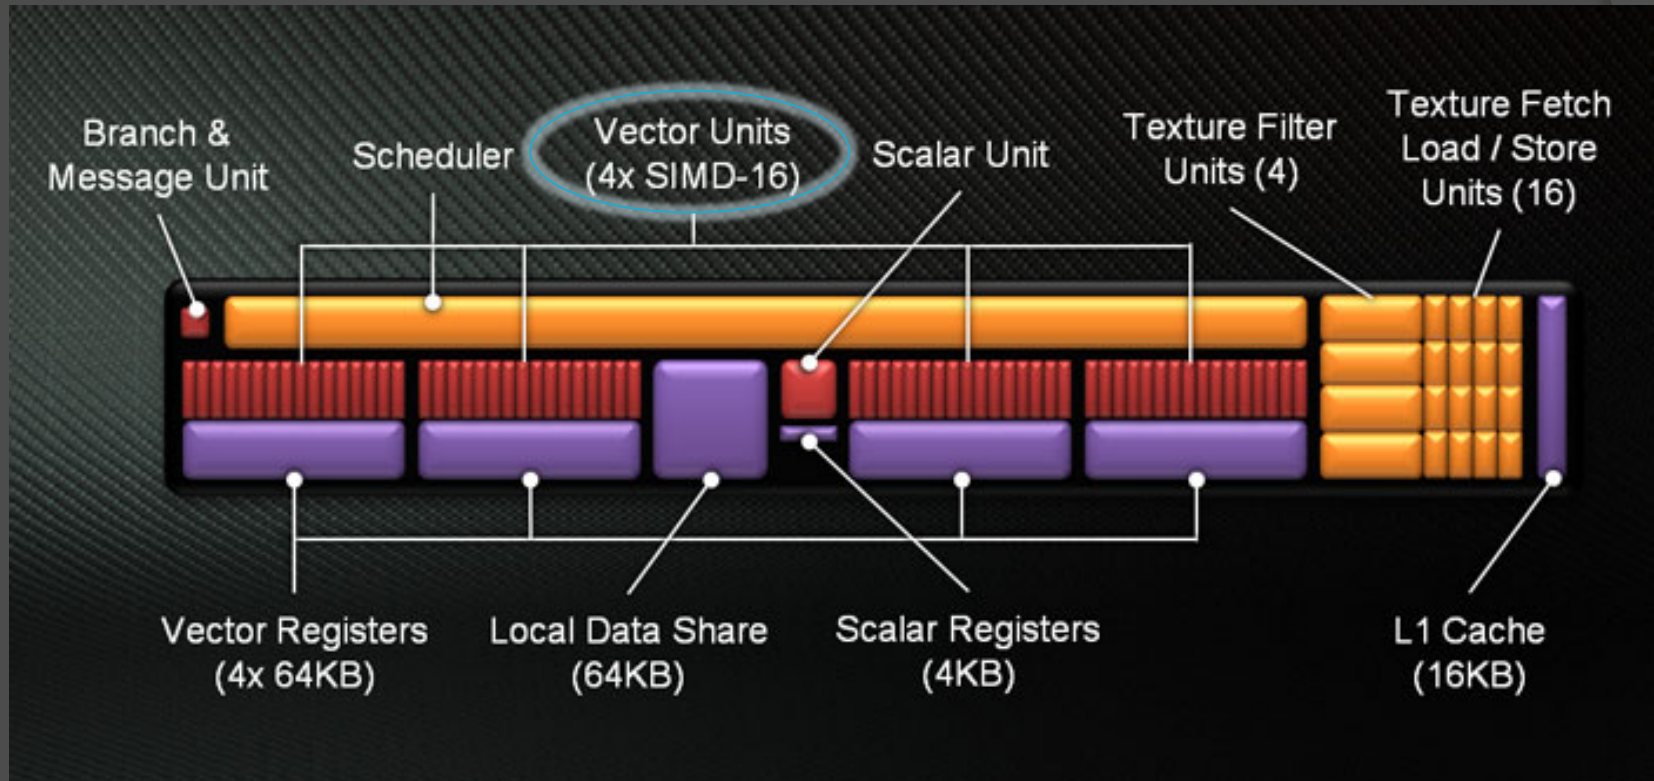 Branch &
Message Unit
Scheduler
Vector Units
(4x SIMD-16)
Scalar Unit
Texture Filter
Units (4)
Texture Fetch
Load / Store
Units (16)
Vector Registers
(4x 64KB)
Local Data Share
(64KB)
Scalar Registers
(4KB)
L1 Cache
(16KB)